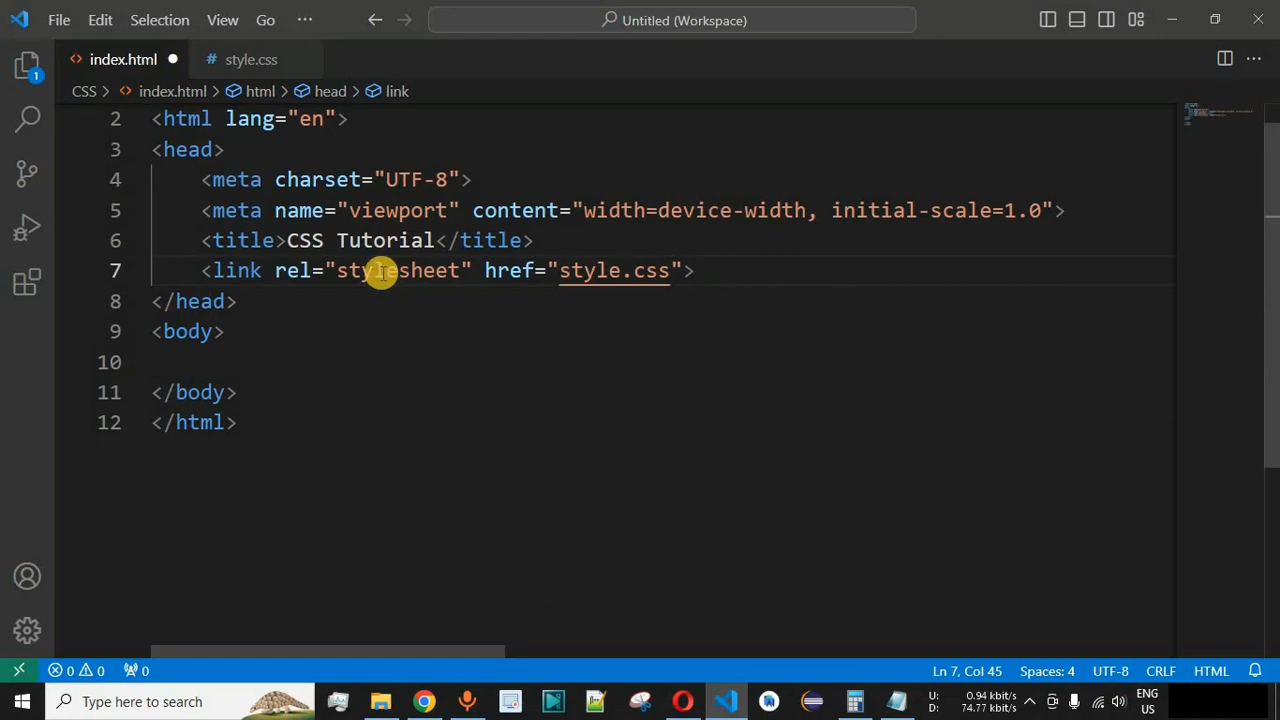 File Edit Selection View Go ··· Untitled (Workspace)
index.html style.css ···
CSS > index.html > html > head > link
1
2 <html lang="en">
3 <head>
4 <meta charset="UTF-8">
5 <meta name="viewport" content="width=device-width, initial-scale=1.0">
6 <title>CSS Tutorial</title>
7 <link rel="stylesheet" href="style.css">
8 </head>
9 <body>
10
11 </body>
12 </html>
0 0 0 Ln 7, Col 45 Spaces: 4 UTF-8 CRLF HTML
Type here to search U: 0.94 kbit/s ENG
D: 74.77 kbit/s US